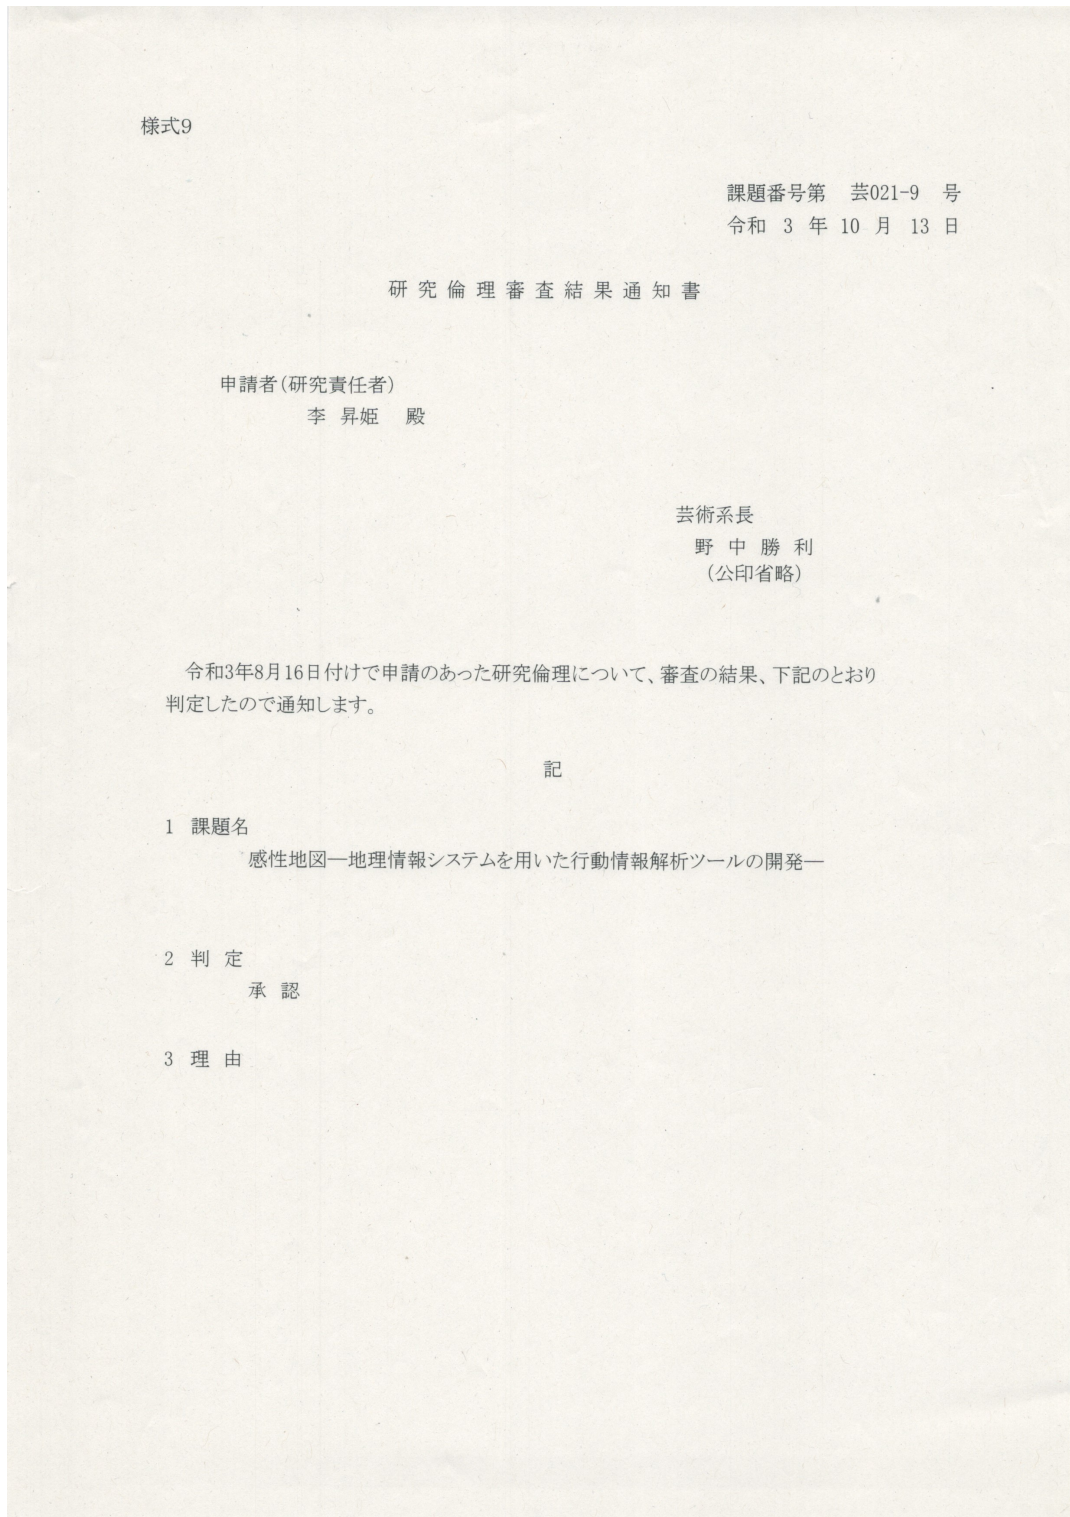 様式9
課題番号第 芸021-9 号
令和 3 年 10 月 13 日
研究倫理審査結果通知書
申請者(研究責任者)
李 昇姫 殿
芸術系長
野中勝利
(公印省略)
令和3年8月16日付けで申請のあった研究倫理について、審査の結果、下記のとおり
判定したので通知します。
記
1 課題名
感性地図―地理情報システムを用いた行動情報解析ツールの開発―
2 判 定
承 認
3 理 由